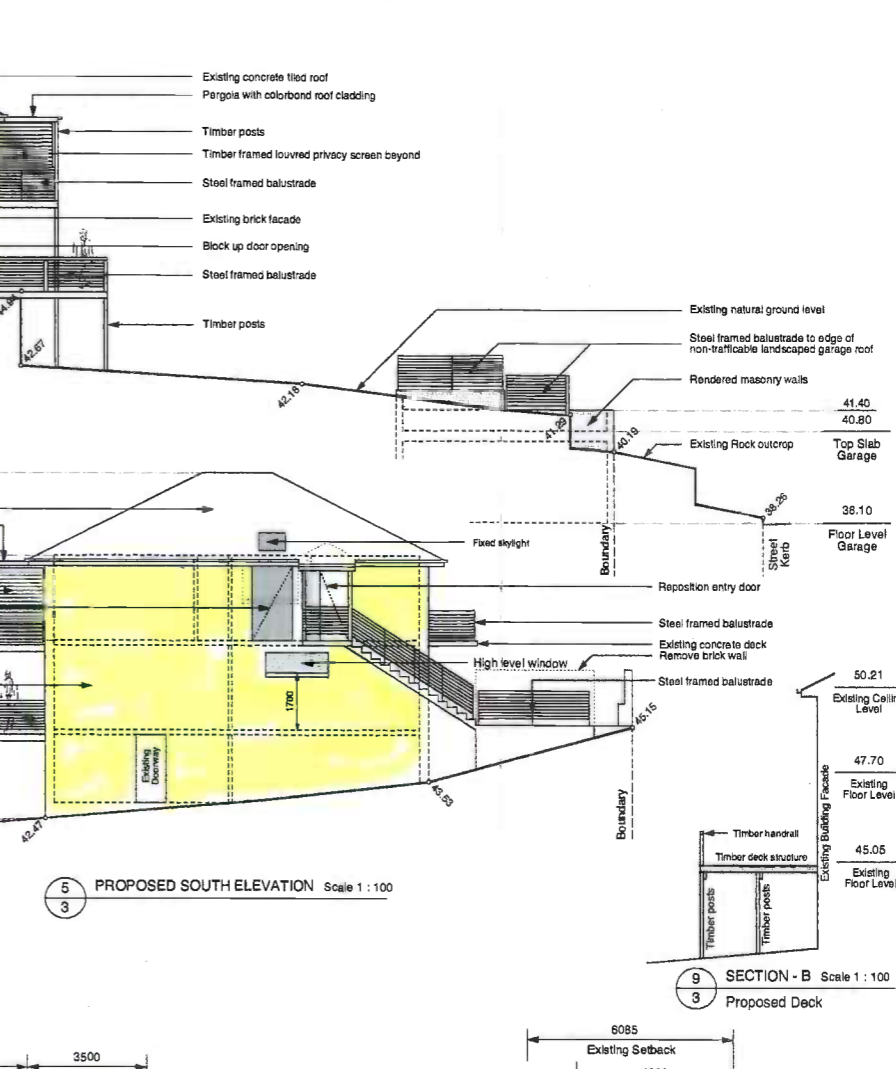 Existing concrete tiled roof
Pergola with colorbond roof cladding
Timber posts
Timber framed louvred privacy screen beyond
Steel framed balustrade
Existing brick facade
Block up door opening
Steel framed balustrade
Timber posts
44.94
42.67
42.18
Existing natural ground level
Steel framed balustrade to edge of
non-trafficable landscaped garage roof
Rendered masonry walls
41.40
40.80
Top Slab
Garage
41.29
40.19
Existing Rock outcrop
38.26
38.10
Floor Level
Garage
Boundary
Street
Kerb
Fixed skylight
Reposition entry door
Steel framed balustrade
Existing concrete deck
Remove brick wall
High level window
Steel framed balustrade
1700
Existing
Doorway
45.15
43.53
42.47
Boundary
50.21
Existing Ceilin
Level
47.70
Existing
Floor Level
Existing Building Facade
Timber handrail
Timber deck structure
45.05
Existing
Floor Level
Timber posts
Timber posts
5
3
PROPOSED SOUTH ELEVATION Scale 1 : 100
9
3
SECTION - B Scale 1 : 100
Proposed Deck
6085
Existing Setback
3500